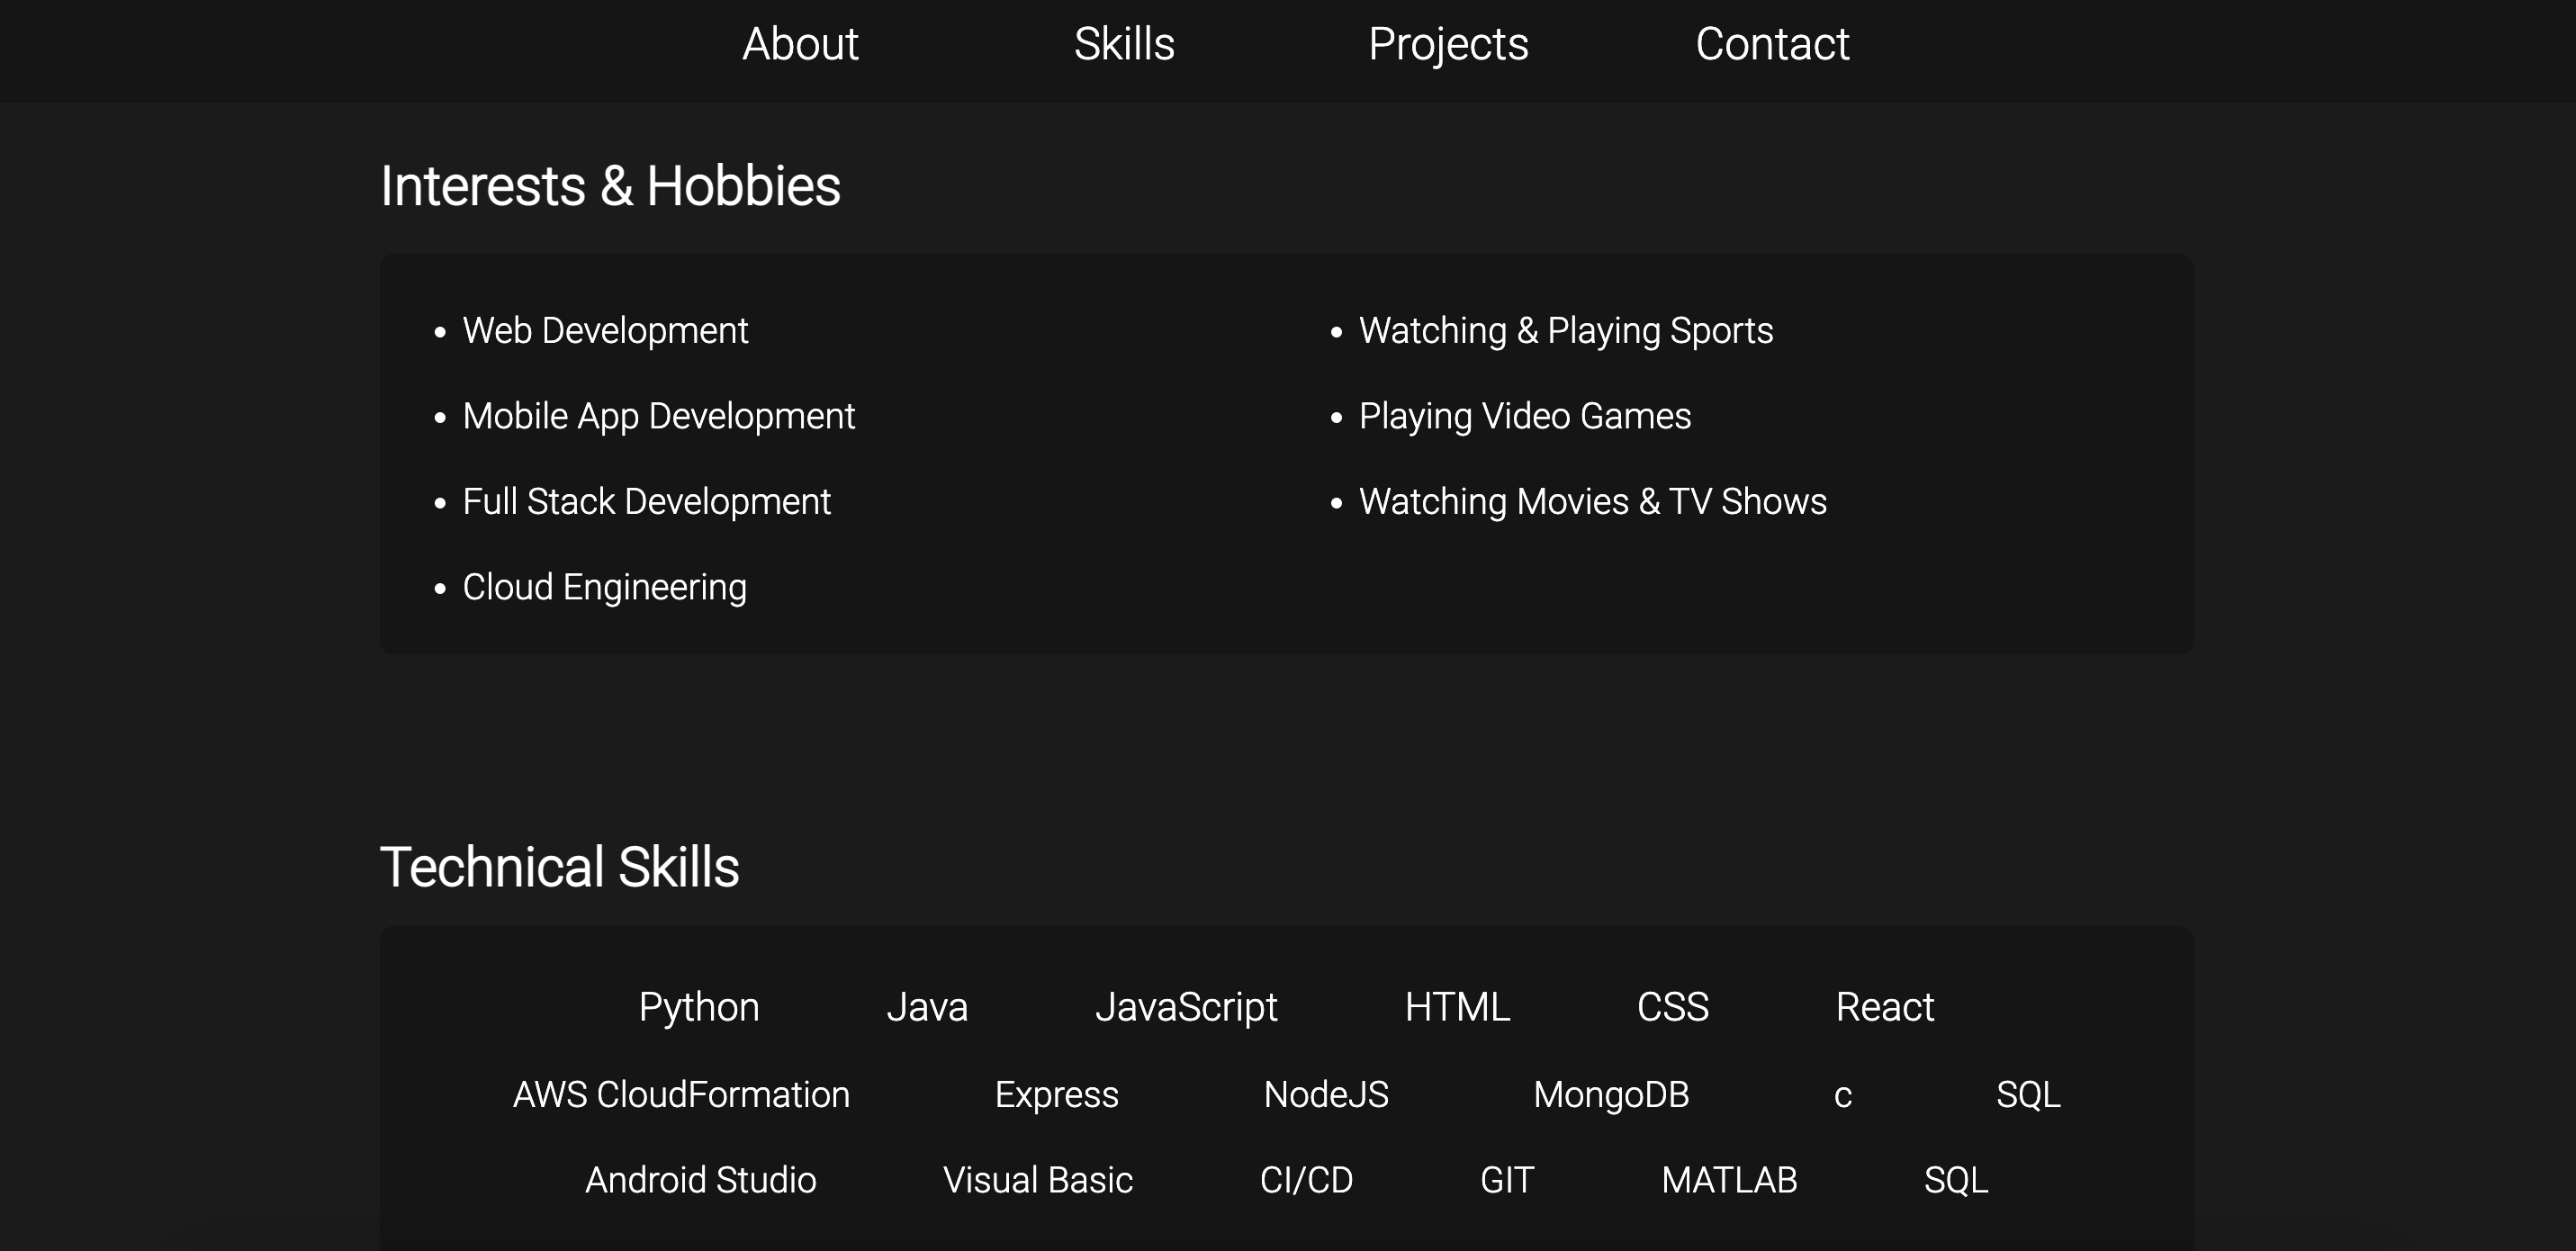 About Skills Projects Contact
Interests & Hobbies
• Web Development
• Mobile App Development
• Full Stack Development
• Cloud Engineering
• Watching & Playing Sports
• Playing Video Games
• Watching Movies & TV Shows
Technical Skills
Python Java JavaScript HTML CSS React
AWS CloudFormation Express NodeJS MongoDB c SQL
Android Studio Visual Basic CI/CD GIT MATLAB SQL